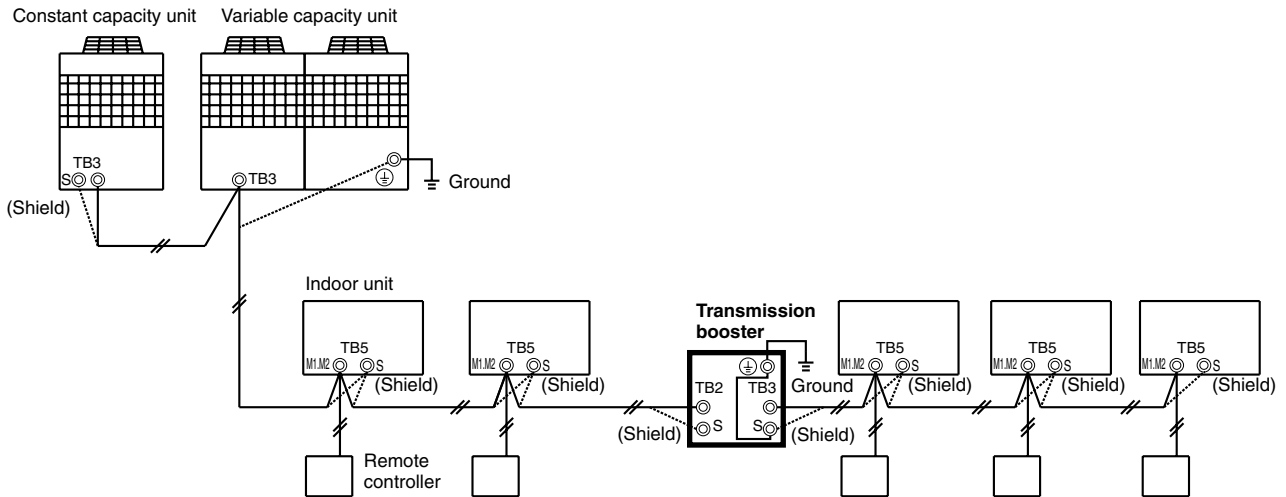 Constant capacity unit
Variable capacity unit
TB3
S
(Shield)
TB3
Ground
Indoor unit
TB5
M1.M2
S
(Shield)
TB5
M1.M2
S
(Shield)
Transmission
booster
TB2
S
(Shield)
TB3
S
Ground
(Shield)
TB5
M1.M2
S
(Shield)
TB5
M1.M2
S
(Shield)
TB5
M1.M2
S
(Shield)
Remote
controller